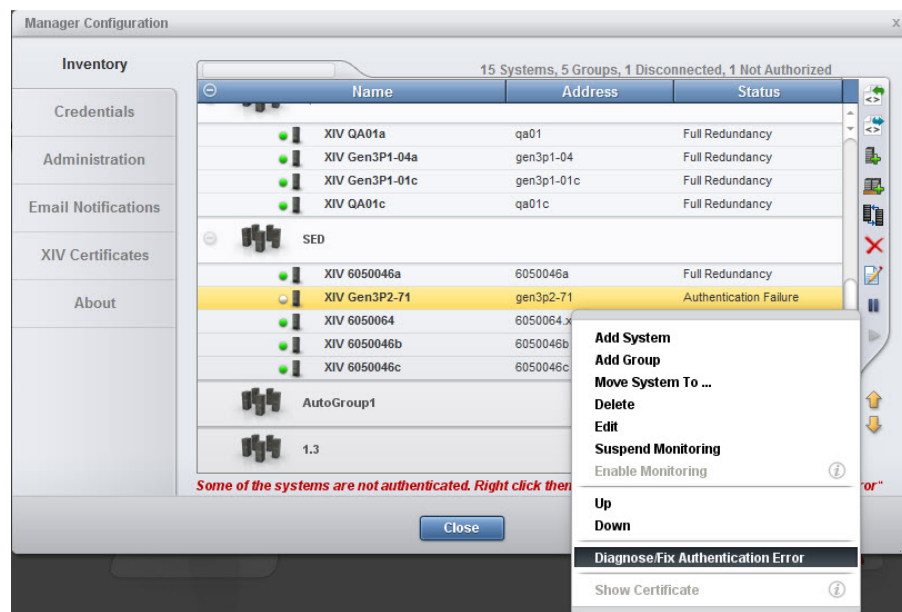 Manager Configuration x
Inventory
Credentials
Administration
Email Notifications
XIV Certificates
About
15 Systems, 5 Groups, 1 Disconnected, 1 Not Authorized
Name Address Status
XIV QA01a qa01 Full Redundancy
XIV Gen3P1-04a gen3p1-04 Full Redundancy
XIV Gen3P1-01c gen3p1-01c Full Redundancy
XIV QA01c qa01c Full Redundancy
SED
XIV 6050046a 6050046a Full Redundancy
XIV Gen3P2-71 gen3p2-71 Authentication Failure
XIV 6050064 6050064.x
XIV 6050046b 6050046b
XIV 6050046c 6050046c
AutoGroup1
1.3
Some of the systems are not authenticated. Right click then ror"
Close
Add System
Add Group
Move System To ...
Delete
Edit
Suspend Monitoring
Enable Monitoring
Up
Down
Diagnose/Fix Authentication Error
Show Certificate